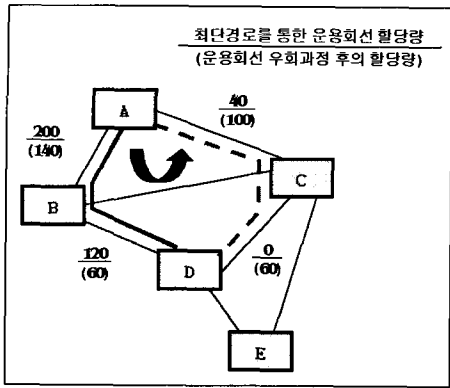 최단경로를 통한 운용회선 할당량
(운용회선 우회과정 후의 할당량)
A
40
(100)
200
(140)
C
B
120
(60)
D
0
(60)
E